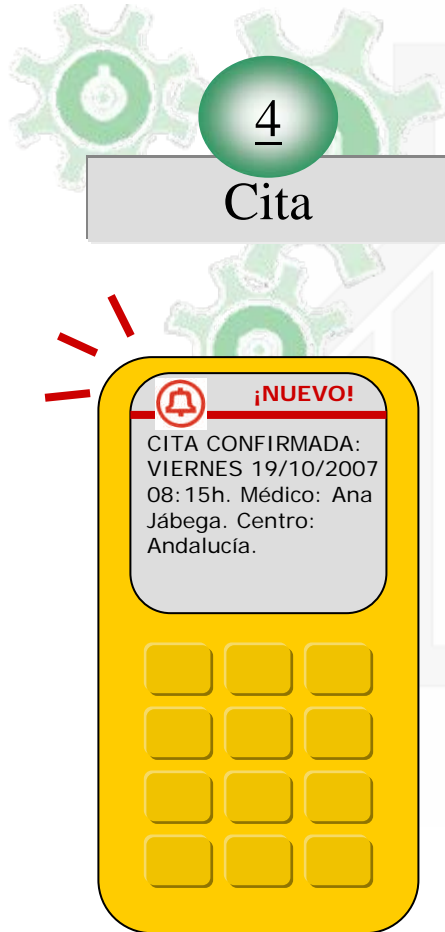 4
Cita
¡NUEVO!
CITA CONFIRMADA:
VIERNES 19/10/2007
08:15h. Médico: Ana
Jábega. Centro:
Andalucía.